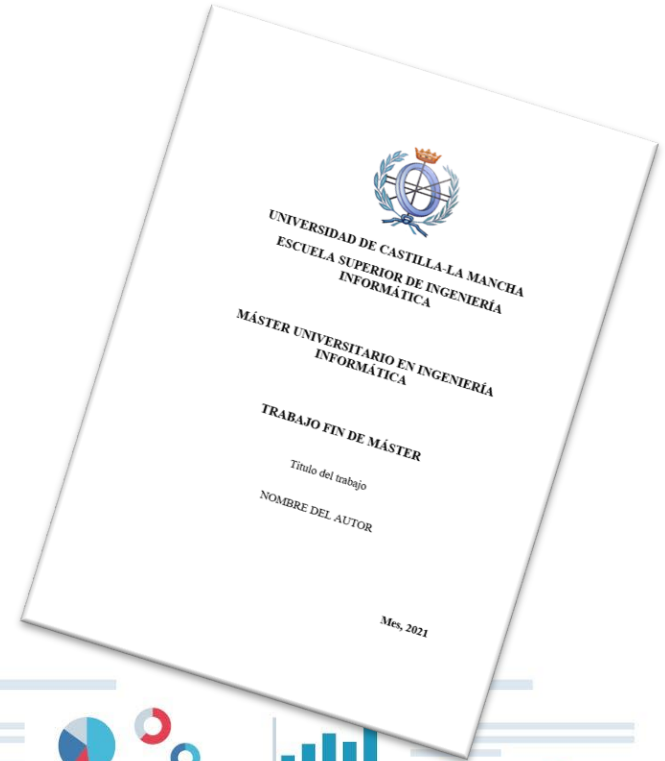 UNIVERSIDAD DE CASTILLA-LA MANCHA
ESCUELA SUPERIOR DE INGENIERÍA
INFORMÁTICA
MÁSTER UNIVERSITARIO EN INGENIERÍA
INFORMÁTICA
TRABAJO FIN DE MÁSTER
Título del trabajo
NOMBRE DEL AUTOR
Mes, 2021